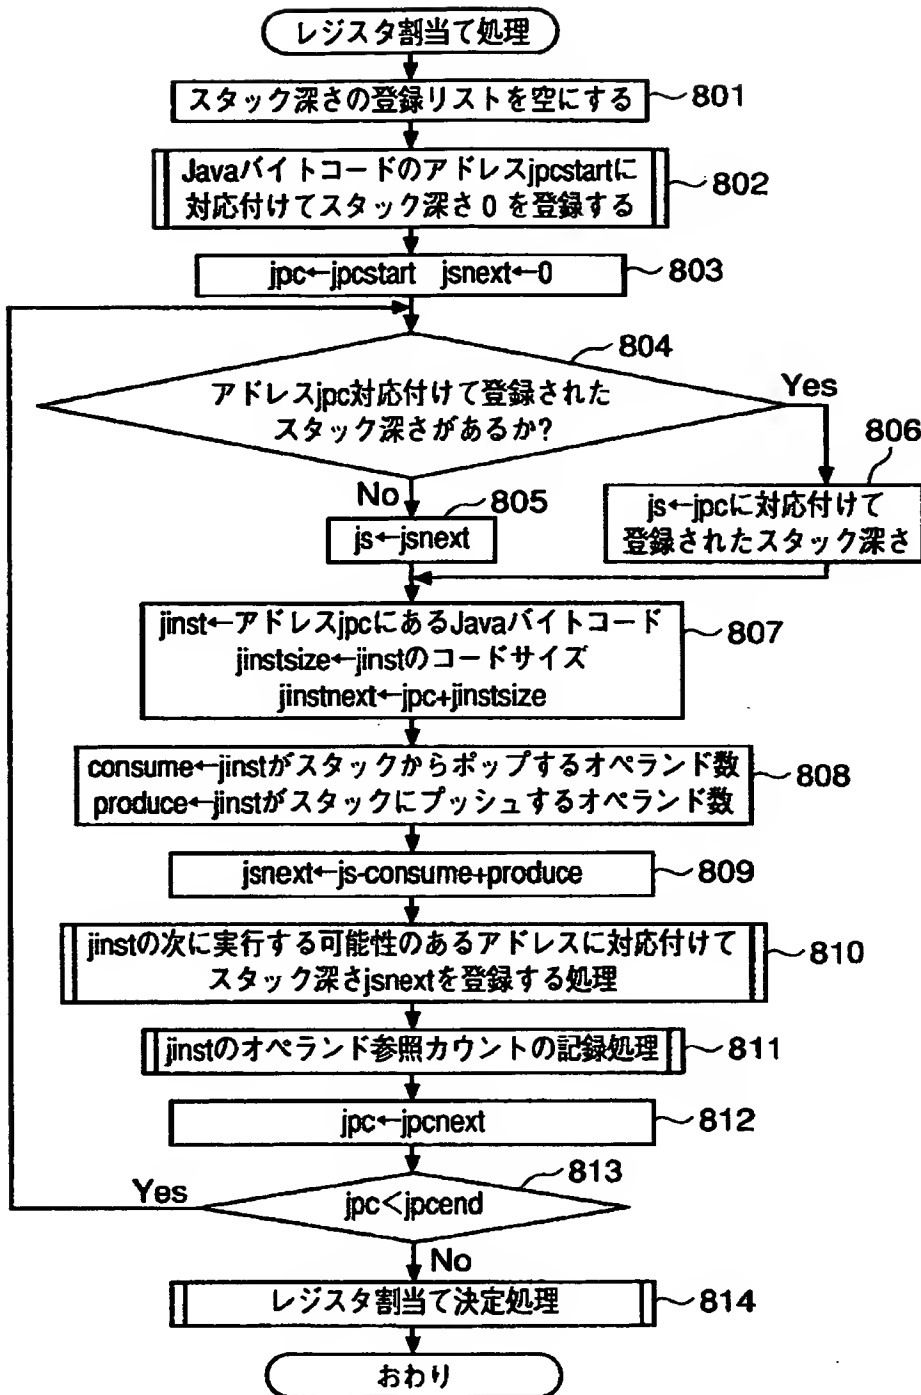 レジスタ割当て処理
スタック深さの登録リストを空にする
801
Javaバイトコードのアドレスjpcstartに
対応付けてスタック深さ0を登録する
802
jpc←jpcstart jsnext←0
803
804
アドレスjpc対応付けて登録された
スタック深さがあるか?
Yes
No
805
js←jsnext
806
js←jpcに対応付けて
登録されたスタック深さ
jinst←アドレスjpcにあるJavaバイトコード
jinstsize←jinstのコードサイズ
jinstnext←jpc+jinstsize
807
consume←jinstがスタックからポップするオペランド数
produce←jinstがスタックにプッシュするオペランド数
808
jsnext←js-consume+produce
809
jinstの次に実行する可能性のあるアドレスに対応付けて
スタック深さjsnextを登録する処理
810
jinstのオペランド参照カウントの記録処理
811
jpc←jpcnext
812
813
Yes
jpc<jpcend
No
レジスタ割当て決定処理
814
おわり